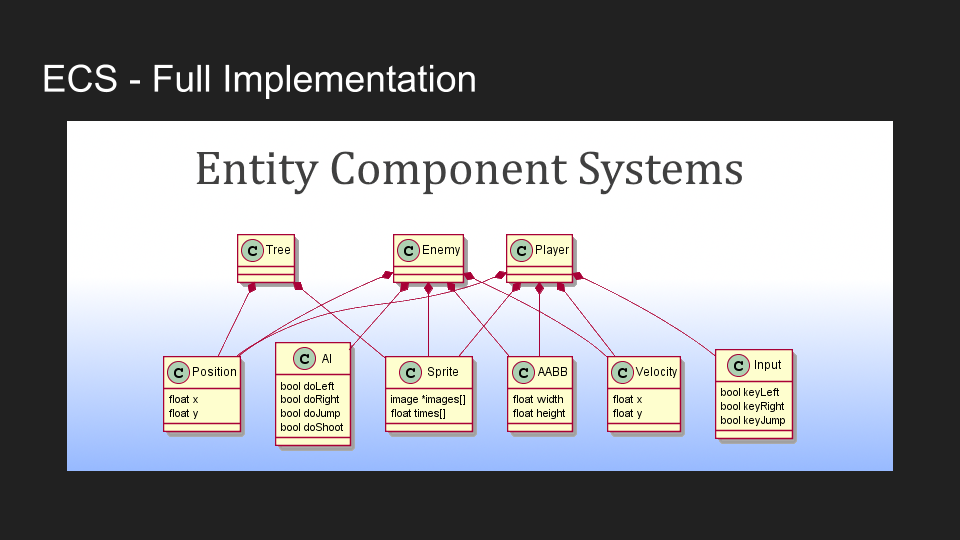 ECS - Full Implementation
Entity Component Systems
C Tree
C Enemy
C Player
C Position
float x
float y
C AI
bool doLeft
bool doRight
bool doJump
bool doShoot
C Sprite
image *images[]
float times[]
C AABB
float width
float height
C Velocity
float x
float y
C Input
bool keyLeft
bool keyRight
bool keyJump